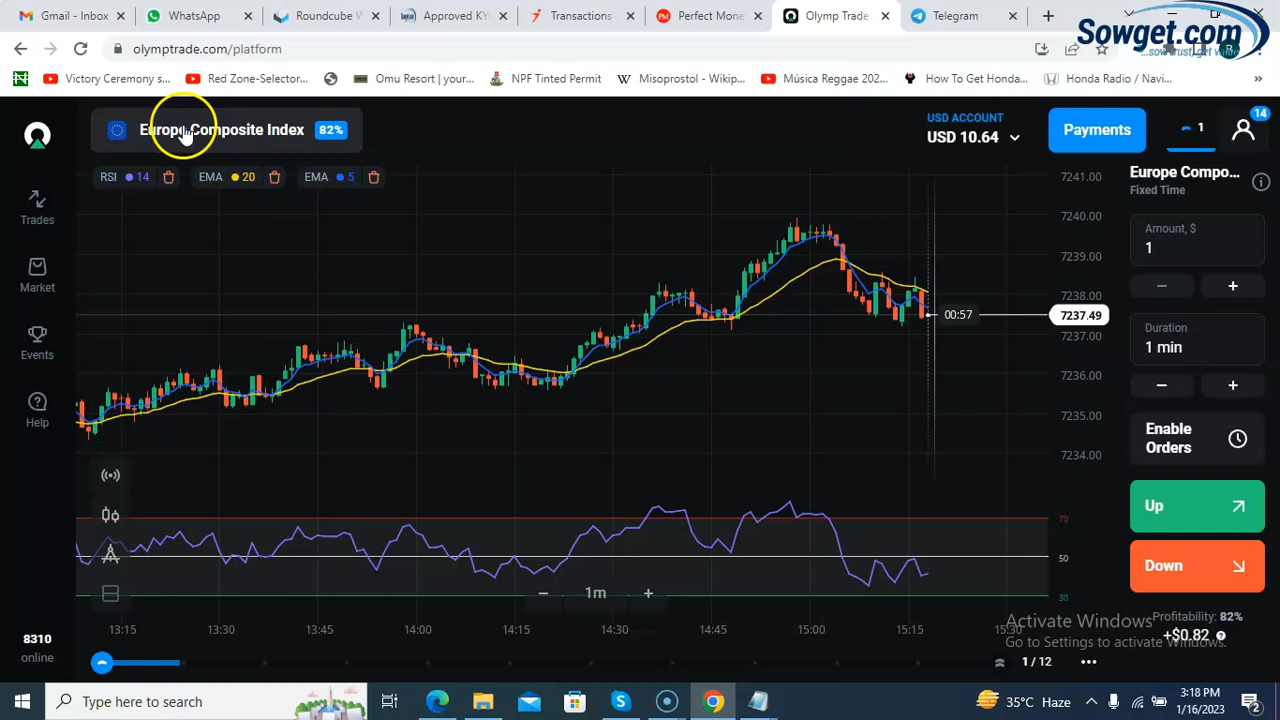 Gmail - Inbox
WhatsApp
Roundcube W
Approved KY
Transactions -
Perfect Mone
Olymp Trade
Telegram
Sowget.com
...sow trust, get value
olymptrade.com/platform
Victory Ceremony s...
Red Zone-Selector...
Omu Resort | your...
NPF Tinted Permit
Misoprostol - Wikip...
Música Reggae 202...
How To Get Honda...
Honda Radio / Navi...
Europe Composite Index 82%
USD ACCOUNT
USD 10.64
Payments
1
14
RSI 14
EMA 20
EMA 5
Trades
Market
Events
Help
8310
online
7241.00
7240.00
7239.00
7238.00
7237.49
7237.00
7236.00
7235.00
7234.00
00:57
70
50
30
1m
13:15
13:30
13:45
14:00
14:15
14:30
14:45
15:00
15:15
15:30
1 / 12
Europe Compo...
Fixed Time
Amount, $
1
Duration
1 min
Enable
Orders
Up
Down
Profitability: 82%
+$0.82
Activate Windows
Go to Settings to activate Windows.
Type here to search
35°C Haze
3:18 PM
1/16/2023
2